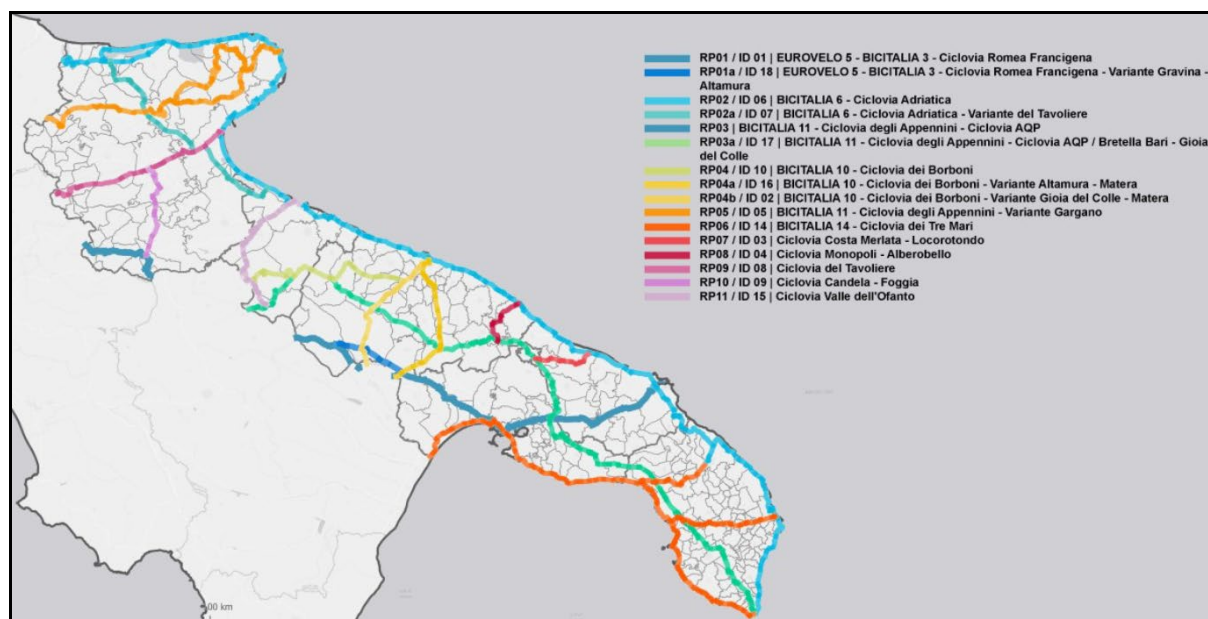 RP01 / ID 01 | EUROVELO 5 - BICITALIA 3 - Ciclovia Romea Francigena
RP01a / ID 18 | EUROVELO 5 - BICITALIA 3 - Ciclovia Romea Francigena - Variante Gravina -
Altamura
RP02 / ID 06 | BICITALIA 6 - Ciclovia Adriatica
RP02a / ID 07 | BICITALIA 6 - Ciclovia Adriatica - Variante del Tavoliere
RP03 | BICITALIA 11 - Ciclovia degli Appennini - Ciclovia AQP
RP03a / ID 17 | BICITALIA 11 - Ciclovia degli Appennini - Ciclovia AQP / Bretella Bari - Gioia
del Colle
RP04 / ID 10 | BICITALIA 10 - Ciclovia dei Borboni
RP04a / ID 16 | BICITALIA 10 - Ciclovia dei Borboni - Variante Altamura - Matera
RP04b / ID 02 | BICITALIA 10 - Ciclovia dei Borboni - Variante Gioia del Colle - Matera
RP05 / ID 05 | BICITALIA 11 - Ciclovia degli Appennini - Variante Gargano
RP06 / ID 14 | BICITALIA 14 - Ciclovia dei Tre Mari
RP07 / ID 03 | Ciclovia Costa Merlata - Locorotondo
RP08 / ID 04 | Ciclovia Monopoli - Alberobello
RP09 / ID 08 | Ciclovia del Tavoliere
RP10 / ID 09 | Ciclovia Candela - Foggia
RP11 / ID 15 | Ciclovia Valle dell'Ofanto
00 km